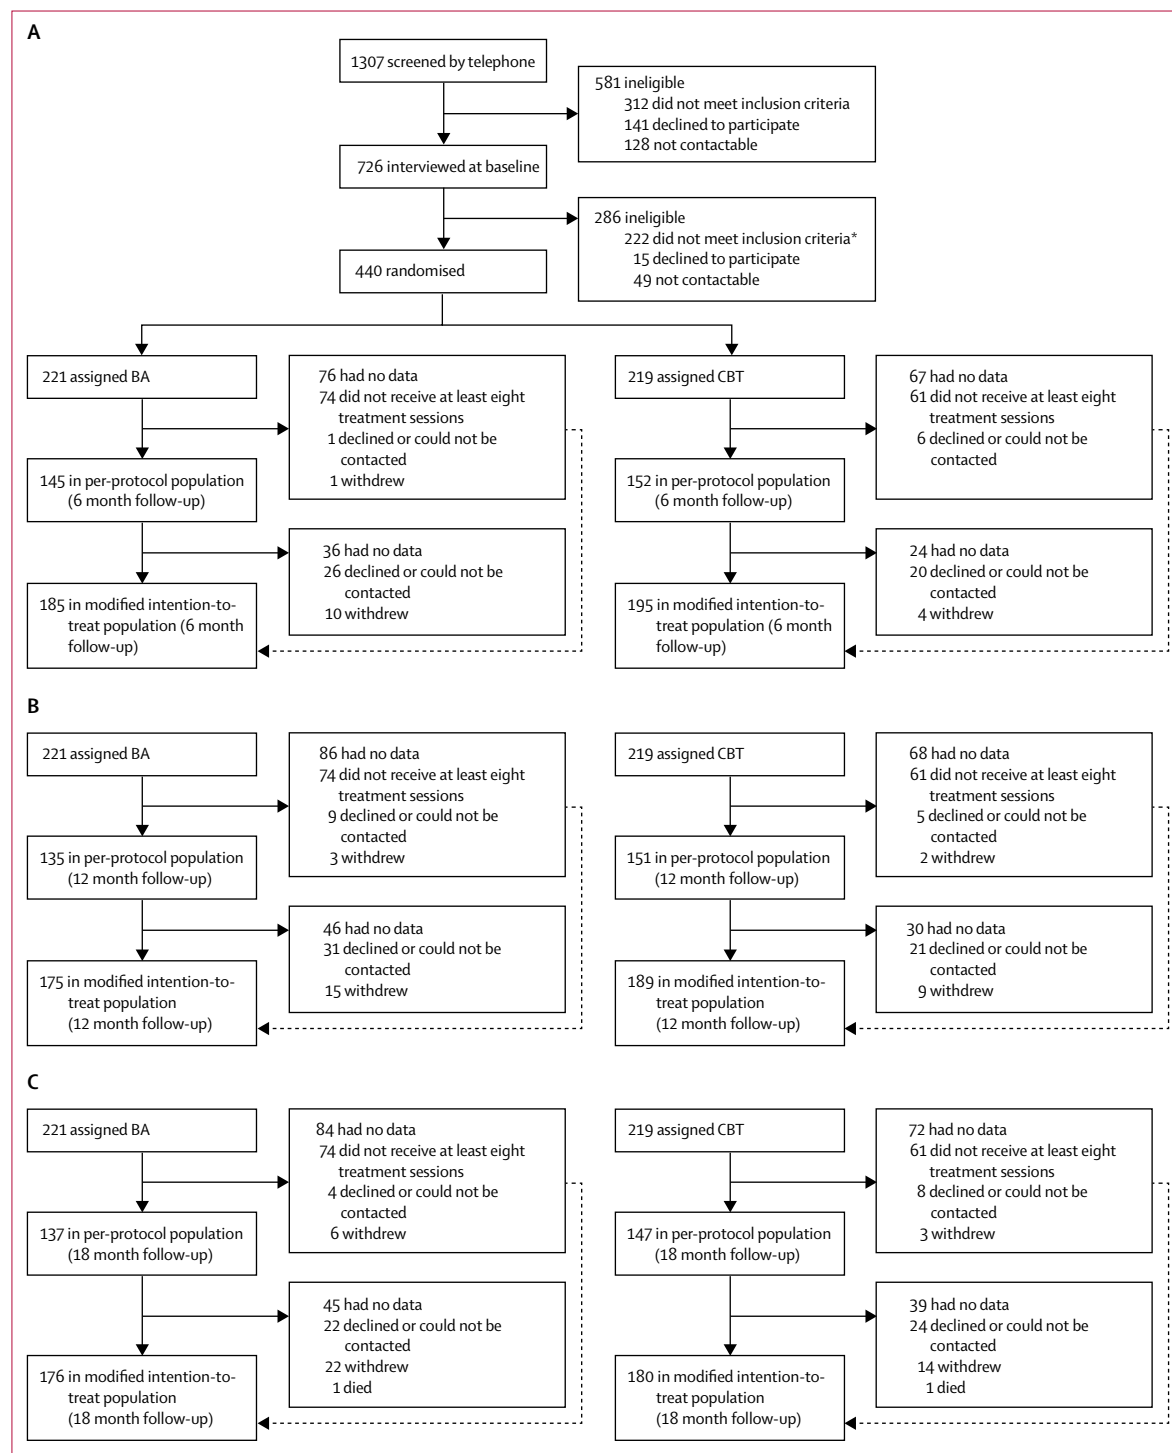 A
1307 screened by telephone
581 ineligible
312 did not meet inclusion criteria
141 declined to participate
128 not contactable
726 interviewed at baseline
286 ineligible
222 did not meet inclusion criteria*
15 declined to participate
49 not contactable
440 randomised
221 assigned BA
76 had no data
74 did not receive at least eight
treatment sessions
1 declined or could not be
contacted
1 withdrew
145 in per-protocol population
(6 month follow-up)
36 had no data
26 declined or could not be
contacted
10 withdrew
185 in modified intention-to-
treat population (6 month
follow-up)
219 assigned CBT
67 had no data
61 did not receive at least eight
treatment sessions
6 declined or could not be
contacted
152 in per-protocol population
(6 month follow-up)
24 had no data
20 declined or could not be
contacted
4 withdrew
195 in modified intention-to-
treat population (6 month
follow-up)
B
221 assigned BA
86 had no data
74 did not receive at least eight
treatment sessions
9 declined or could not be
contacted
3 withdrew
135 in per-protocol population
(12 month follow-up)
46 had no data
31 declined or could not be
contacted
15 withdrew
175 in modified intention-to-
treat population
(12 month follow-up)
219 assigned CBT
68 had no data
61 did not receive at least eight
treatment sessions
5 declined or could not be
contacted
2 withdrew
151 in per-protocol population
(12 month follow-up)
30 had no data
21 declined or could not be
contacted
9 withdrew
189 in modified intention-to-
treat population
(12 month follow-up)
C
221 assigned BA
84 had no data
74 did not receive at least eight
treatment sessions
4 declined or could not be
contacted
6 withdrew
137 in per-protocol population
(18 month follow-up)
45 had no data
22 declined or could not be
contacted
22 withdrew
1 died
176 in modified intention-to-
treat population
(18 month follow-up)
219 assigned CBT
72 had no data
61 did not receive at least eight
treatment sessions
8 declined or could not be
contacted
3 withdrew
147 in per-protocol population
(18 month follow-up)
39 had no data
24 declined or could not be
contacted
14 withdrew
1 died
180 in modified intention-to-
treat population
(18 month follow-up)